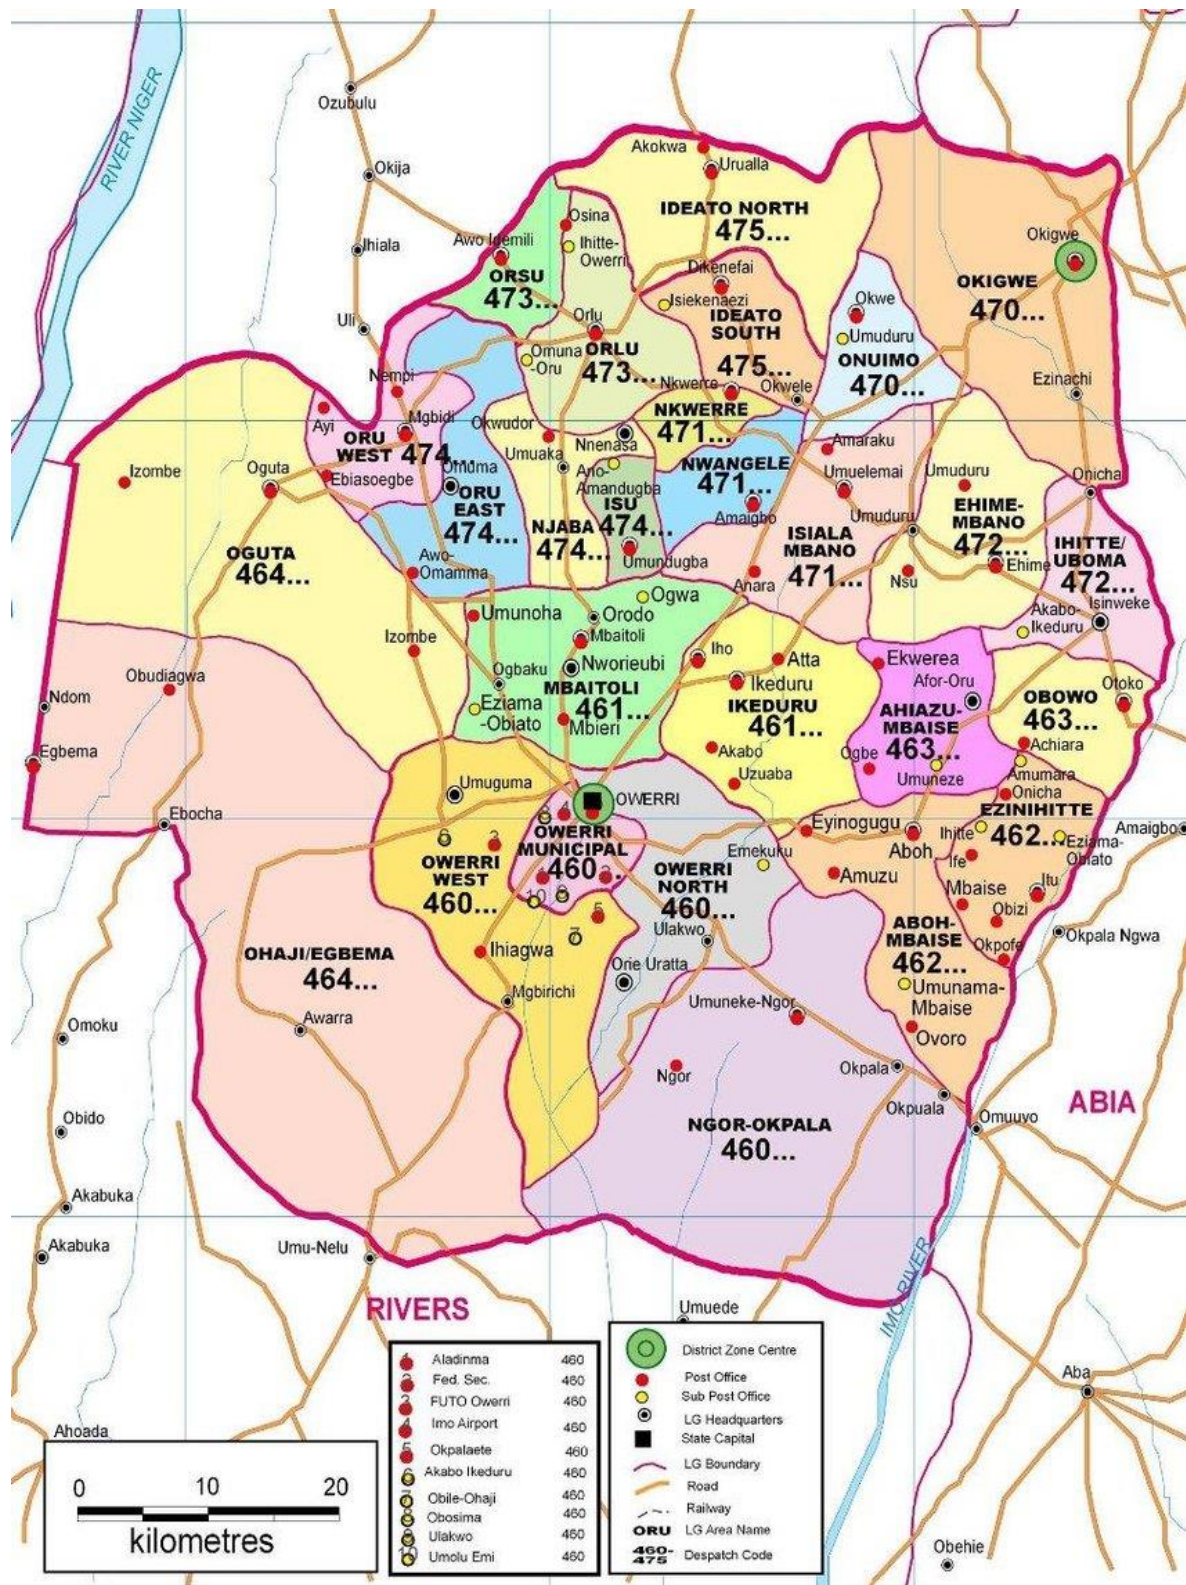 Ozubulu
RIVER NIGER
Okija
Akokwa
Urualla
IDEATO NORTH
475...
Osina
Ihitte-
Owerri
Awo Idemili
Ihiala
ORSU
473...
Okigwe
OKIGWE
470...
Dikenefai
Isiekenaezi
IDEATO
SOUTH
475...
Okwe
Umuduru
ONUIMO
470...
Uli
Orlu
ORLU
473...
Omuna
-Oru
Nkwerre
Okwele
Ezinachi
Nempi
NKWERRE
471...
Ayi
Mgbidi
ORU
WEST
474...
Okwudor
Nnenasa
Umuaka
Amaraku
Izombe
Oguta
Ebiasoegbe
Omuma
ORU
EAST
474...
Ano-
Amandugba
ISU
474...
NWANGELE
471...
Amaigbo
Umuelemai
Umuduru
Umuduru
Onicha
EHIME-
MBANO
472...
Ehime
NJABA
474...
Umundugba
ISIALA
MBANO
471...
IHITTE/
UBOMA
472...
Isinweke
OGUTA
464...
Awo-
Omamma
Anara
Nsu
Akabo-
Ikeduru
Umunoha
Ogwa
Orodo
Mbaitoli
Izombe
Nworieubi
Iho
Atta
Ekwerea
Afor-Oru
Ogbaku
Obudiagwa
MBAITOLI
461...
Mbieri
Eziama
-Obiato
Ikeduru
IKEDURU
461...
AHIAZU-
MBAISE
463...
OBOWO
463...
Otoko
Ndom
Egbema
Akabo
Uzuaba
Ogbe
Umuneze
Achiara
Amumara
Onicha
EZINIHITTE
462...
Umuguma
OWERRI
Ebocha
Eyinogugu
Aboh
Ihitte
Ife
Eziama-
Obiato
Amaigbo
OWERRI
MUNICIPAL
460...
OWERRI
WEST
460...
Emekuku
OWERRI
NORTH
460...
Amuzu
Mbaise
Itu
Obizi
Ulakwo
ABOH-
MBAISE
462...
Okpofe
Okpala Ngwa
OHAJI/EGBEMA
464...
Ihiagwa
Orie Uratta
Mgbirichi
Umuneke-Ngor
Umunama-
Mbaise
Ovoro
Awarra
Omoku
Ngor
Okpala
Okpuala
NGOR-OKPALA
460...
Omuuyo
ABIA
Obido
Akabuka
Akabuka
Umu-Nelu
RIVERS
IMO RIVER
Umuede
Aba
Ahoada
Obehie
0 10 20
kilometres
1 Aladinma 460
2 Fed. Sec. 460
3 FUTO Owerri 460
4 Imo Airport 460
5 Okpalaete 460
6 Akabo Ikeduru 460
7 Obile-Ohaji 460
8 Obosima 460
9 Ulakwo 460
10 Umolu Emi 460
District Zone Centre
Post Office
Sub Post Office
LG Headquarters
State Capital
LG Boundary
Road
Railway
ORU LG Area Name
460-
475 Despatch Code